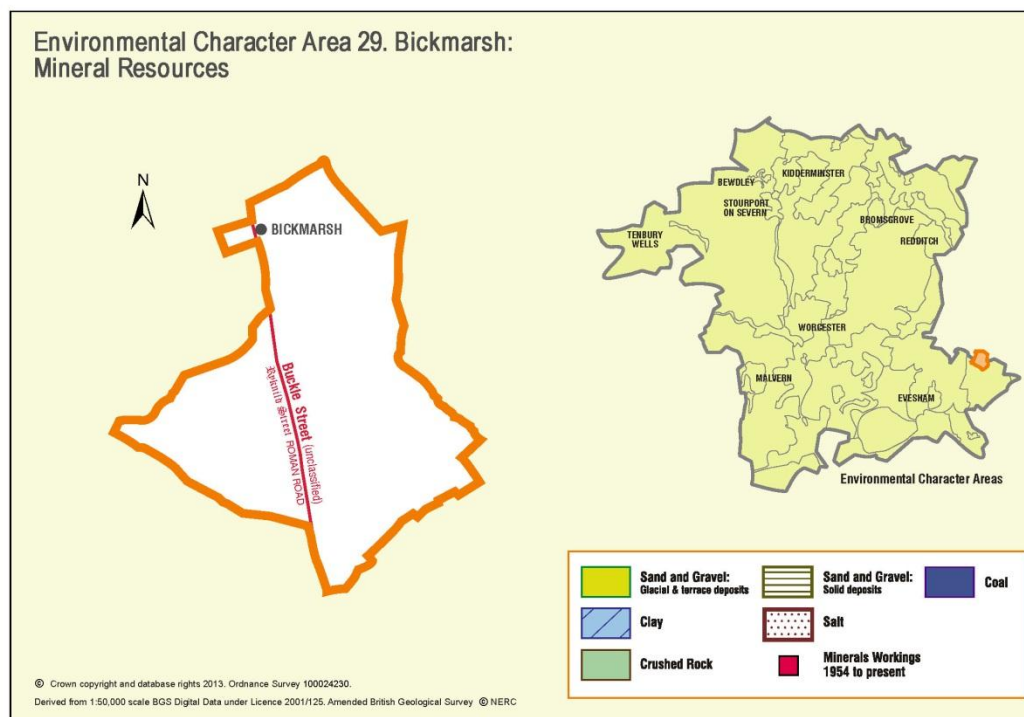 Environmental Character Area 29. Bickmarsh:
Mineral Resources
N
BICKMARSH
Buckle Street (unclassified)
Ryknild Street ROMAN ROAD
KIDDERMINSTER
BEWDLEY
STOURPORT
ON SEVERN
BROMSGROVE
TENBURY
WELLS
REDDITCH
WORCESTER
MALVERN
EVESHAM
Environmental Character Areas
Sand and Gravel:
Glacial & terrace deposits
Sand and Gravel:
Solid deposits
Coal
Clay
Salt
Crushed Rock
Minerals Workings
1954 to present
© Crown copyright and database rights 2013. Ordnance Survey 100024230.
Derived from 1:50,000 scale BGS Digital Data under Licence 2001/125. Amended British Geological Survey © NERC